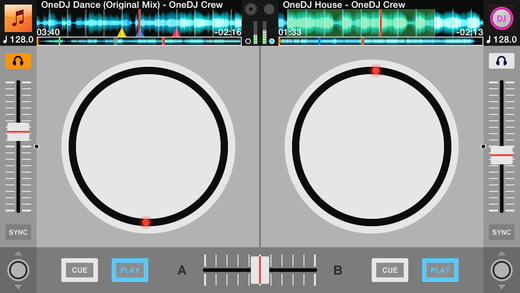 OneDJ Dance (Original Mix) - OneDJ Crew
03:40
-02:16
♩ 128.0
OneDJ House - OneDJ Crew
01:33
-02:13
DJ
♩ 128.0
SYNC
SYNC
CUE
PLAY
A
B
CUE
PLAY